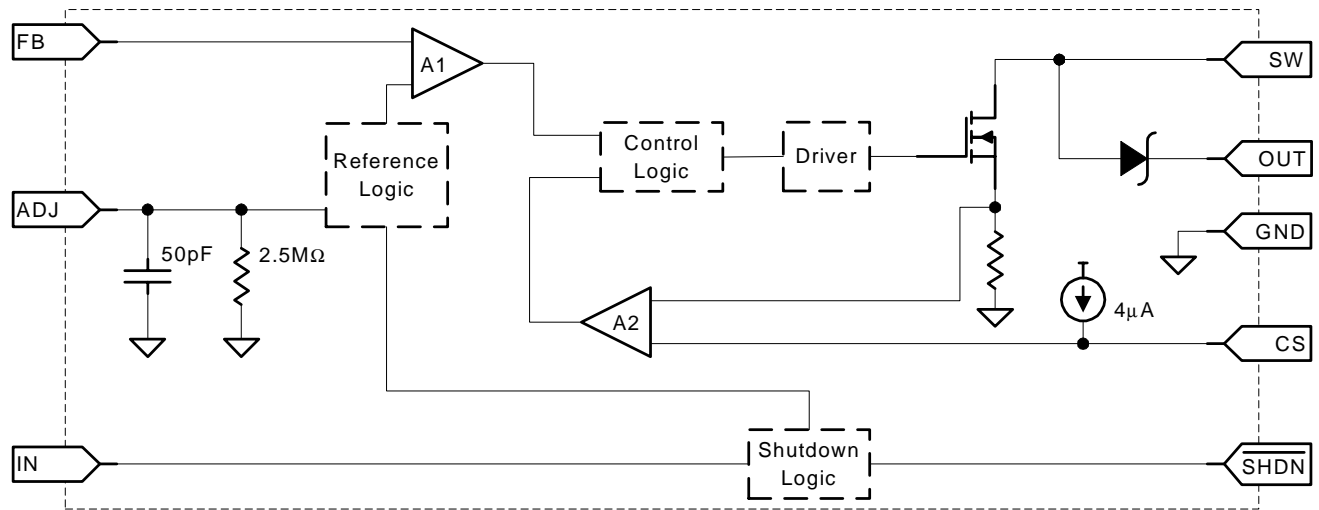 FB
A1
SW
Reference
Logic
Control
Logic
Driver
OUT
ADJ
GND
50pF
2.5MΩ
A2
4μA
CS
IN
Shutdown
Logic
SHDN